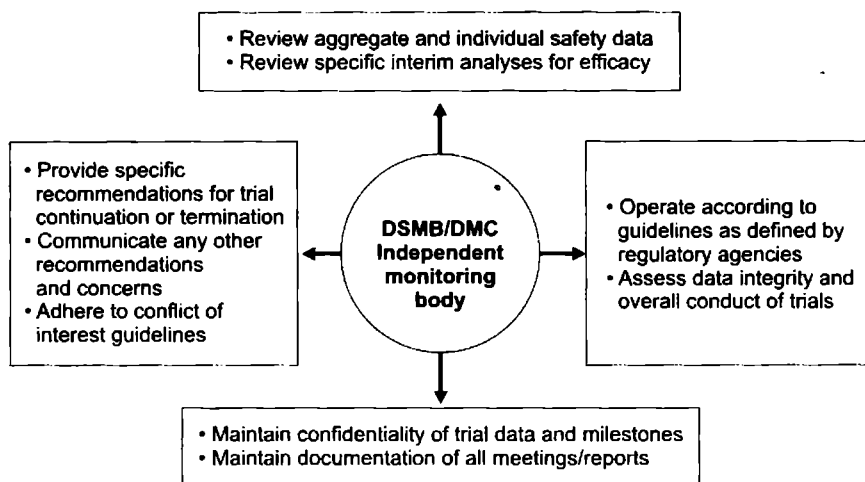 • Review aggregate and individual safety data
• Review specific interim analyses for efficacy
• Provide specific
recommendations for trial
continuation or termination
• Communicate any other
recommendations
and concerns
• Adhere to conflict of
interest guidelines
DSMB/DMC
Independent
monitoring
body
• Operate according to
guidelines as defined by
regulatory agencies
• Assess data integrity and
overall conduct of trials
• Maintain confidentiality of trial data and milestones
• Maintain documentation of all meetings/reports